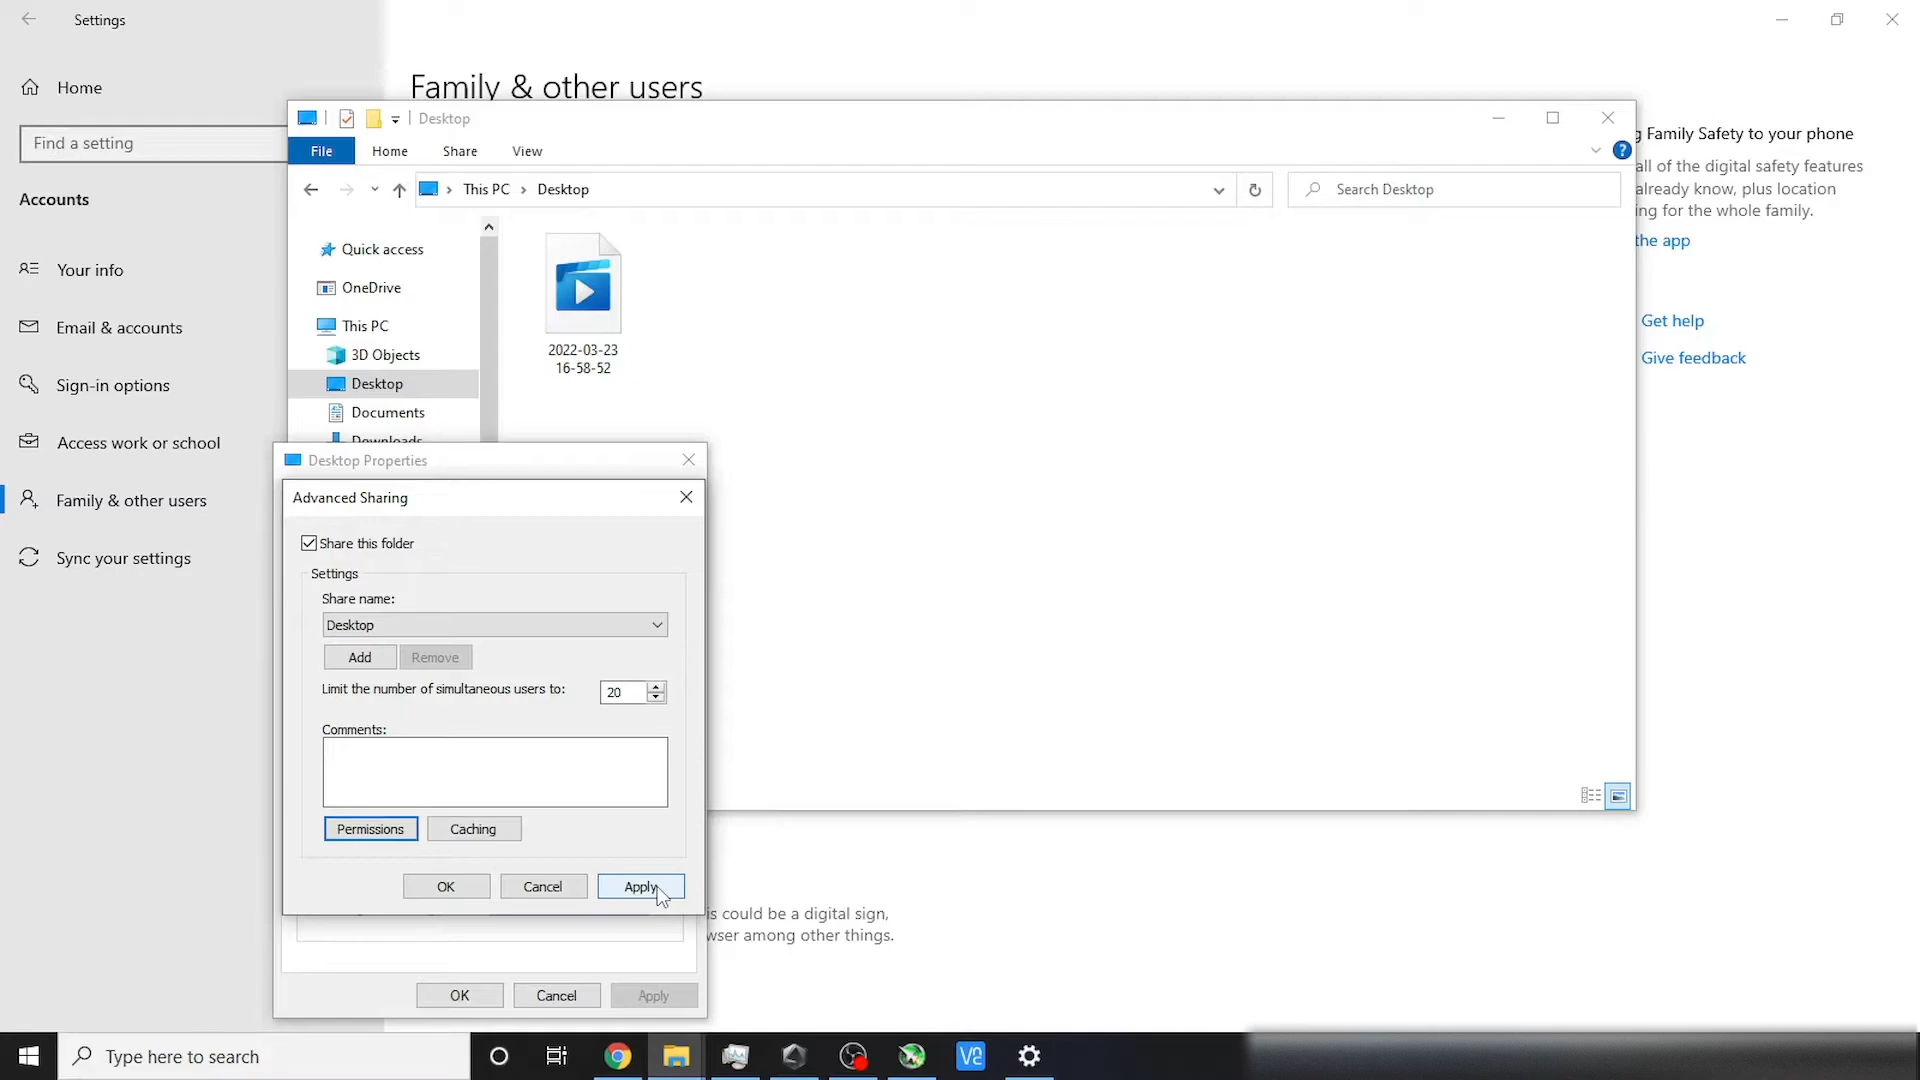 Settings
Home
Find a setting
Accounts
Your info
Email & accounts
Sign-in options
Access work or school
Family & other users
Sync your settings
Family & other users
Desktop
File
Home
Share
View
This PC
Desktop
Search Desktop
Quick access
OneDrive
This PC
3D Objects
Desktop
Documents
Downloads
2022-03-23
16-58-52
Family Safety to your phone
all of the digital safety features
already know, plus location
ing for the whole family.
the app
Get help
Give feedback
Desktop Properties
Advanced Sharing
Share this folder
Settings
Share name:
Desktop
Add
Remove
Limit the number of simultaneous users to:
20
Comments:
Permissions
Caching
OK
Cancel
Apply
is could be a digital sign,
wser among other things.
OK
Cancel
Apply
Type here to search
V2